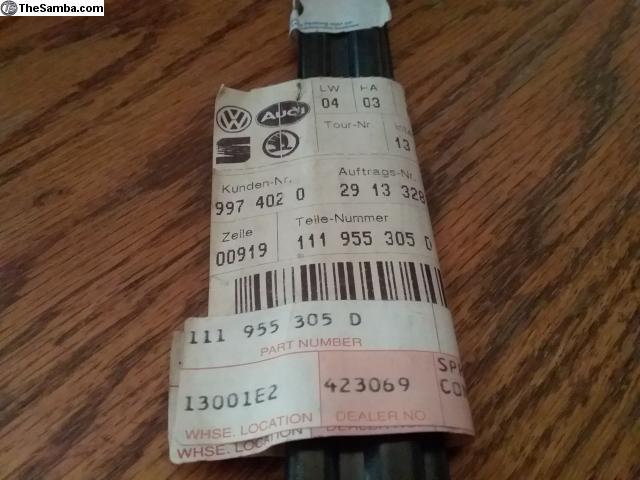 TheSamba.com
LW HA
04 03
VW AUDI
Tour-Nr.
13
S
Kunden-Nr. Auftrags-Nr.
997 402 0 29 13 328
Zeile Teile-Nummer
00919 111 955 305 D
111 955 305 D
PART NUMBER
13001E2 423069
WHSE. LOCATION DEALER NO.
WHSE. LOCATION